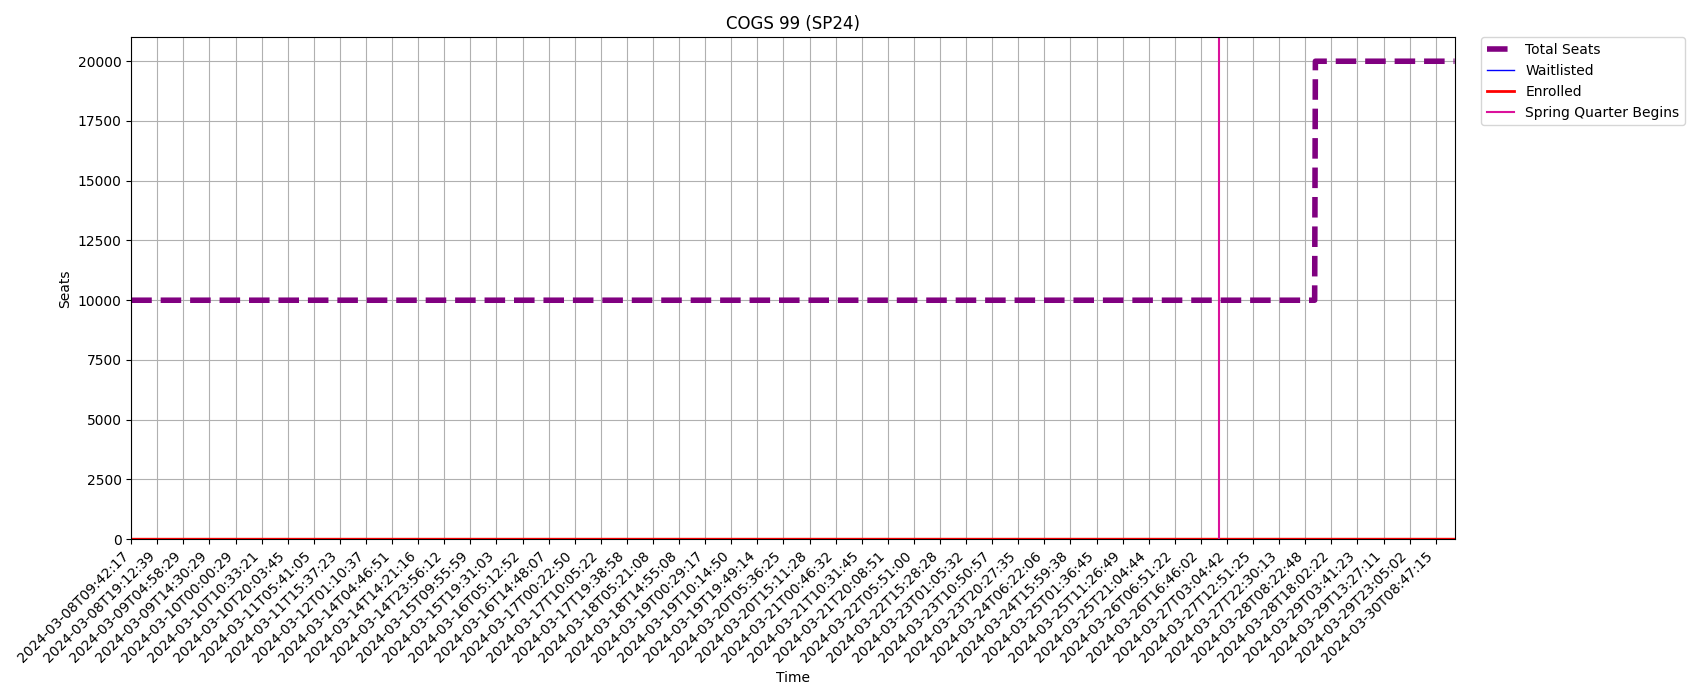 COGS 99 (SP24)
Total Seats
Waitlisted
Enrolled
Spring Quarter Begins
20000
17500
15000
12500
10000
7500
5000
2500
0
Seats
2024-03-08T09:42:17
2024-03-08T19:12:39
2024-03-09T04:58:29
2024-03-09T14:30:29
2024-03-10T00:00:29
2024-03-10T10:33:21
2024-03-10T20:03:45
2024-03-11T05:41:05
2024-03-11T15:37:23
2024-03-12T01:10:37
2024-03-14T04:46:51
2024-03-14T14:21:16
2024-03-14T23:56:12
2024-03-15T09:55:59
2024-03-15T19:31:03
2024-03-16T05:12:52
2024-03-16T14:48:07
2024-03-17T00:22:50
2024-03-17T10:05:22
2024-03-17T19:38:58
2024-03-18T05:21:08
2024-03-18T14:55:08
2024-03-19T00:29:17
2024-03-19T10:14:50
2024-03-19T19:49:14
2024-03-20T05:36:25
2024-03-20T15:11:28
2024-03-21T00:46:32
2024-03-21T10:31:45
2024-03-21T20:08:51
2024-03-22T05:51:00
2024-03-22T15:28:28
2024-03-23T01:05:32
2024-03-23T10:50:57
2024-03-23T20:27:35
2024-03-24T06:22:06
2024-03-24T15:59:38
2024-03-25T01:36:45
2024-03-25T11:26:49
2024-03-25T21:04:44
2024-03-26T06:51:22
2024-03-26T16:46:02
2024-03-27T03:04:42
2024-03-27T12:51:25
2024-03-27T22:30:13
2024-03-28T08:22:48
2024-03-28T18:02:22
2024-03-29T03:41:23
2024-03-29T13:27:11
2024-03-29T23:05:02
2024-03-30T08:47:15
Time